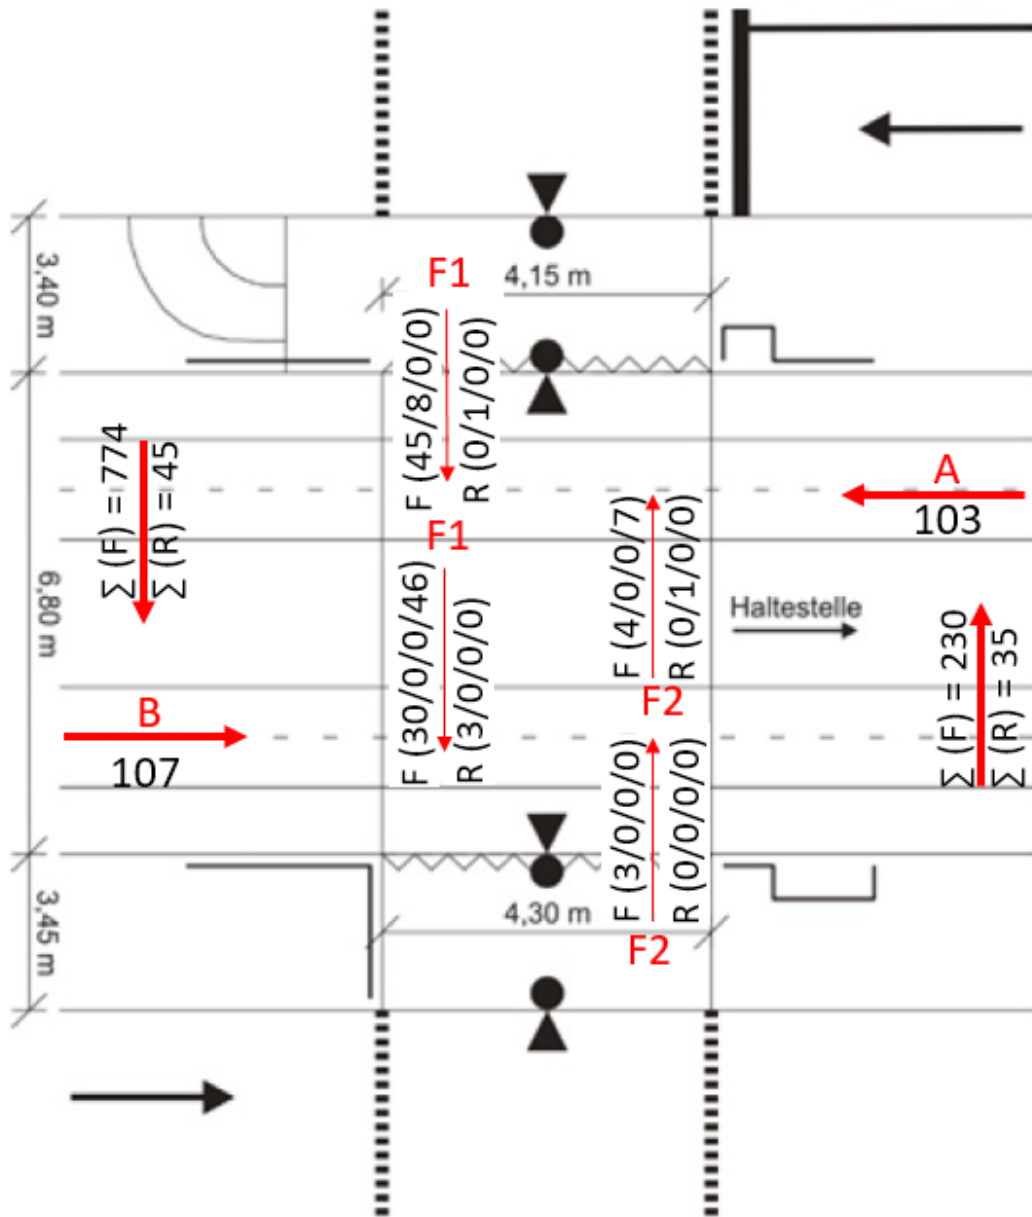 3,40 m
F1
4,15 m
F (45/8/0/0)
R (0/1/0/0)
∑ (F) = 774
∑ (R) = 45
A
103
F1
F (4/0/0/7)
R (0/1/0/0)
6,80 m
F (30/0/0/46)
R (3/0/0/0)
Haltestelle
F2
B
107
∑ (F) = 230
∑ (R) = 35
F (3/0/0/0)
R (0/0/0/0)
3,45 m
4,30 m
F2